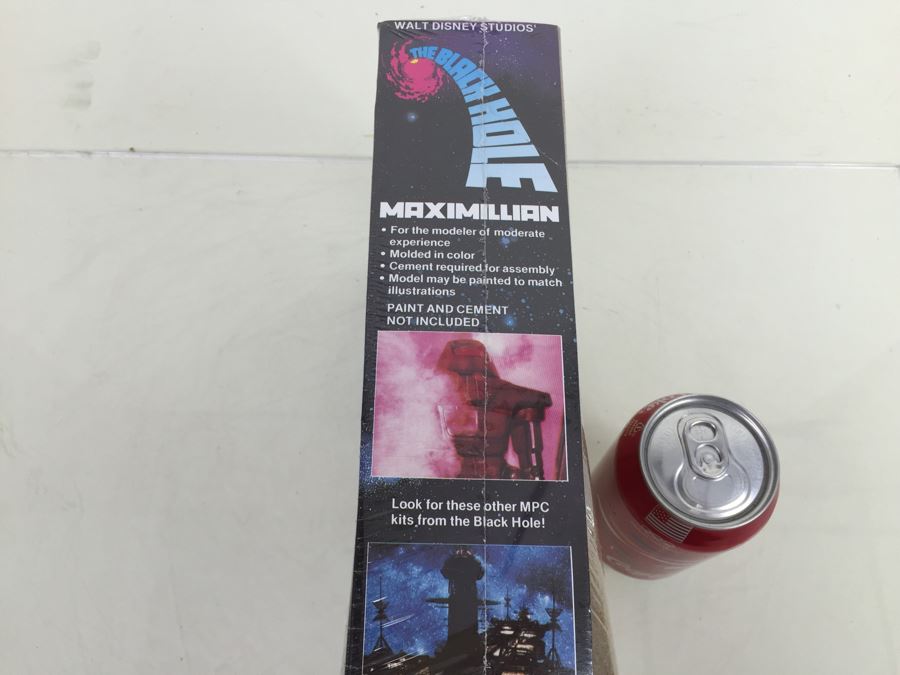 WALT DISNEY STUDIOS'
THE BLACK HOLE
MAXIMILLIAN
• For the modeler of moderate
experience
• Molded in color
• Cement required for assembly
• Model may be painted to match
illustrations
PAINT AND CEMENT
NOT INCLUDED
Look for these other MPC
kits from the Black Hole!